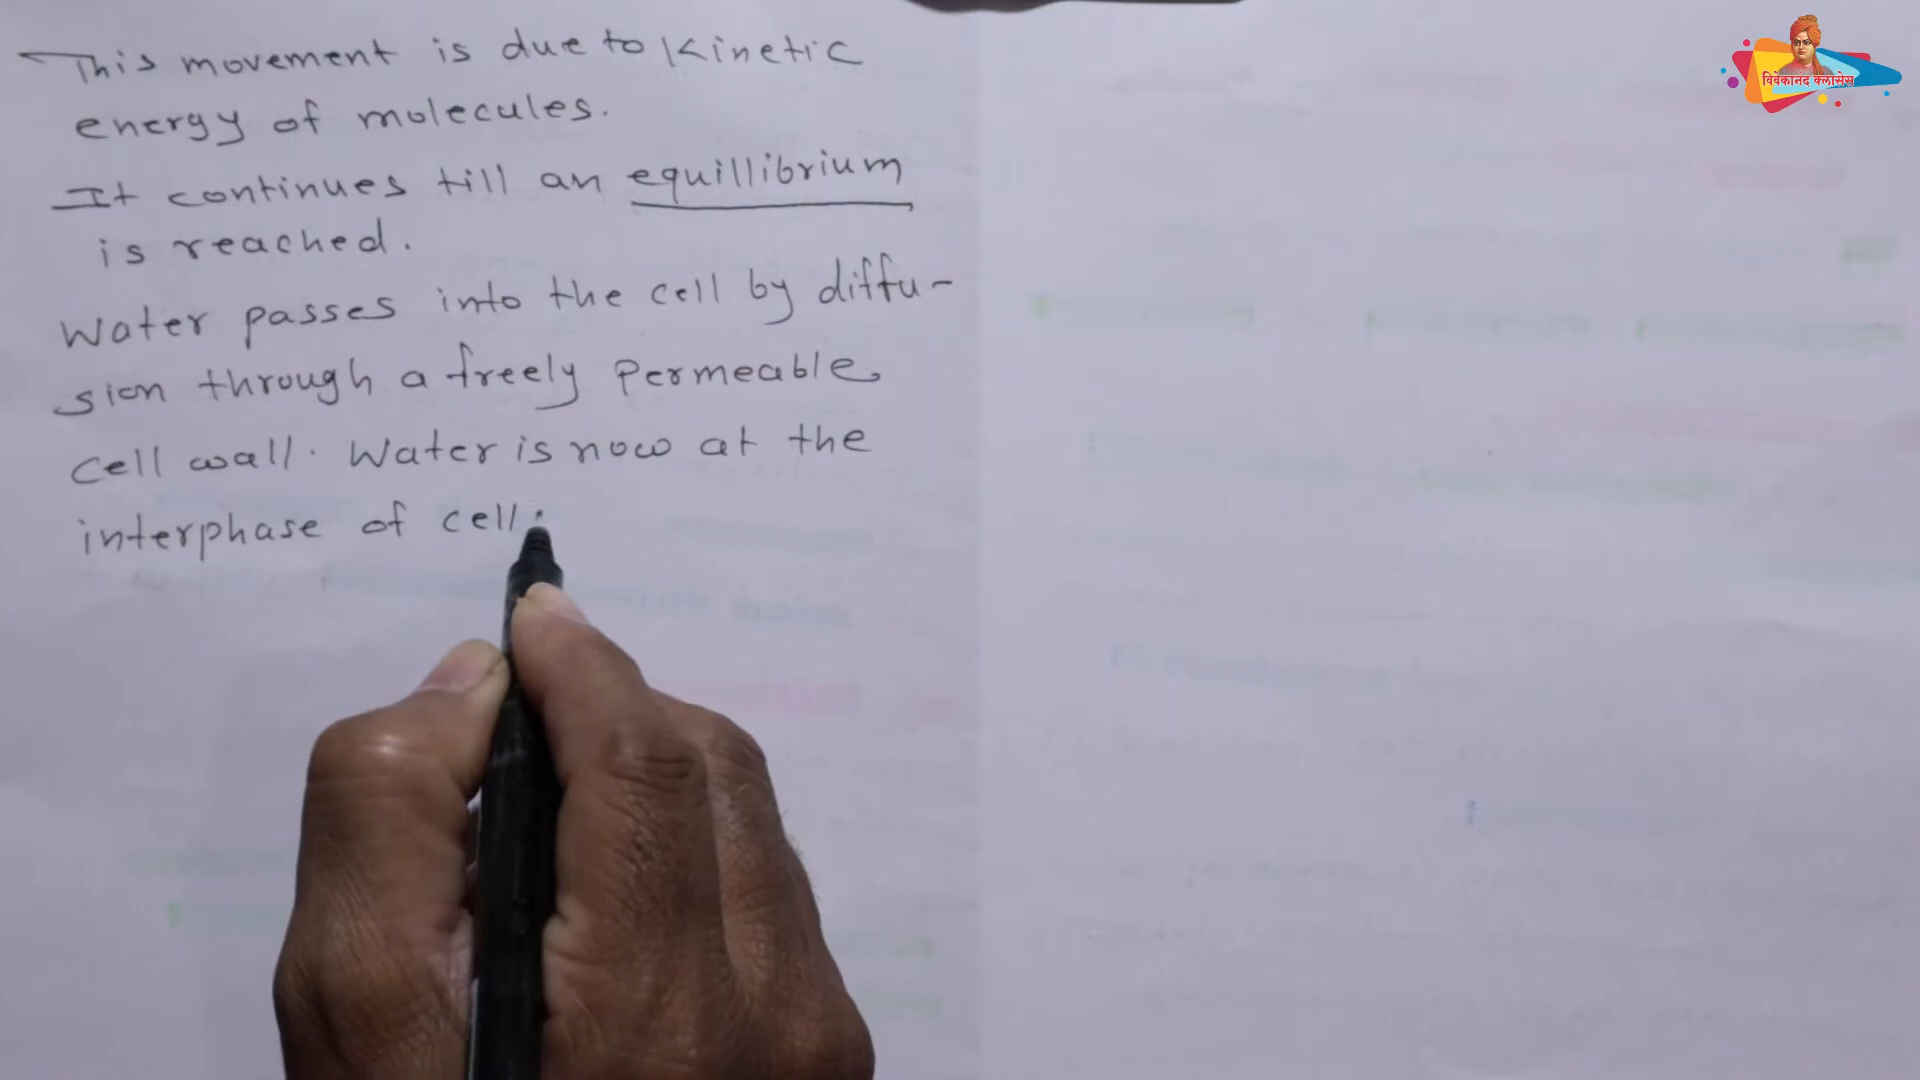 This movement is due to Kinetic
energy of molecules.
It continues till an equillibrium
is reached.
Water passes into the cell by diffu-
sion through a freely permeable
cell wall. Water is now at the
interphase of cell
विवेकानंद क्लासेस